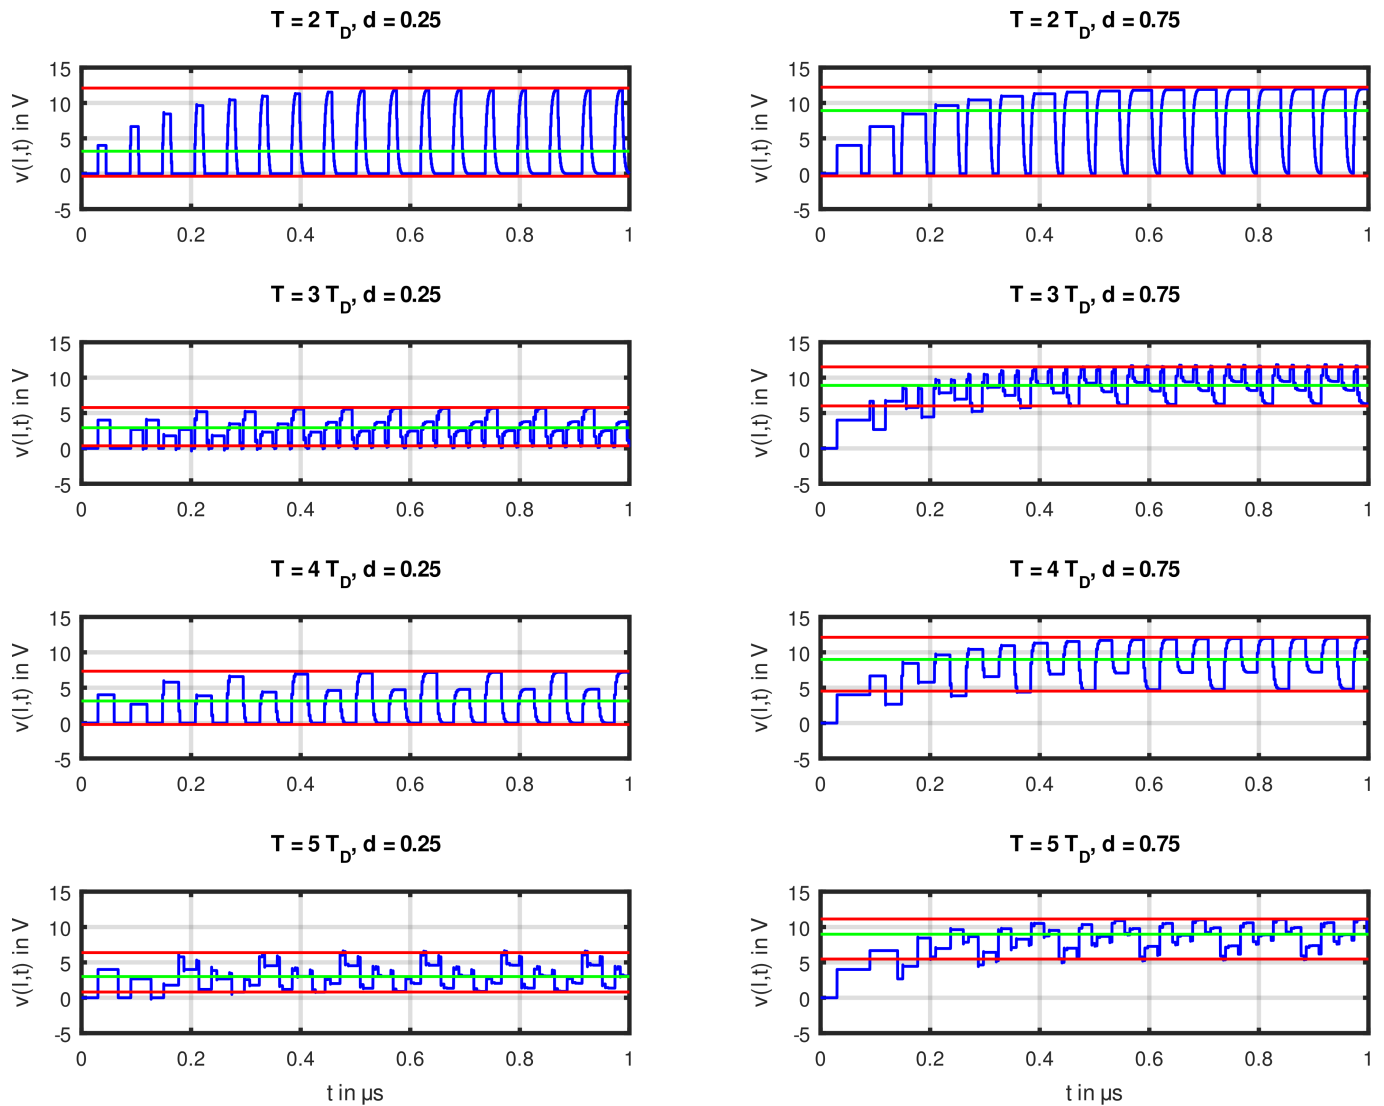 T = 2 T_D, d = 0.25
v(l,t) in V
15
10
5
0
-5
0 0.2 0.4 0.6 0.8 1
T = 2 T_D, d = 0.75
v(l,t) in V
15
10
5
0
-5
0 0.2 0.4 0.6 0.8 1
T = 3 T_D, d = 0.25
v(l,t) in V
15
10
5
0
-5
0 0.2 0.4 0.6 0.8 1
T = 3 T_D, d = 0.75
v(l,t) in V
15
10
5
0
-5
0 0.2 0.4 0.6 0.8 1
T = 4 T_D, d = 0.25
v(l,t) in V
15
10
5
0
-5
0 0.2 0.4 0.6 0.8 1
T = 4 T_D, d = 0.75
v(l,t) in V
15
10
5
0
-5
0 0.2 0.4 0.6 0.8 1
T = 5 T_D, d = 0.25
v(l,t) in V
15
10
5
0
-5
0 0.2 0.4 0.6 0.8 1
t in µs
T = 5 T_D, d = 0.75
v(l,t) in V
15
10
5
0
-5
0 0.2 0.4 0.6 0.8 1
t in µs